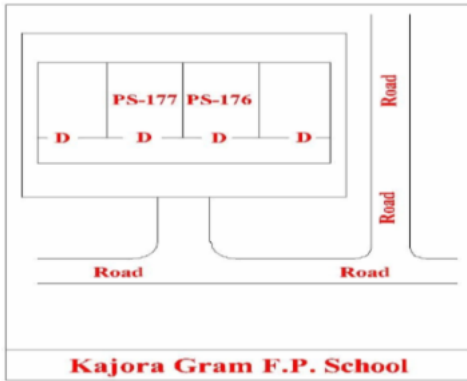 Road
PS-177 PS-176
D D D D
Road
Road Road
Kajora Gram F.P. School